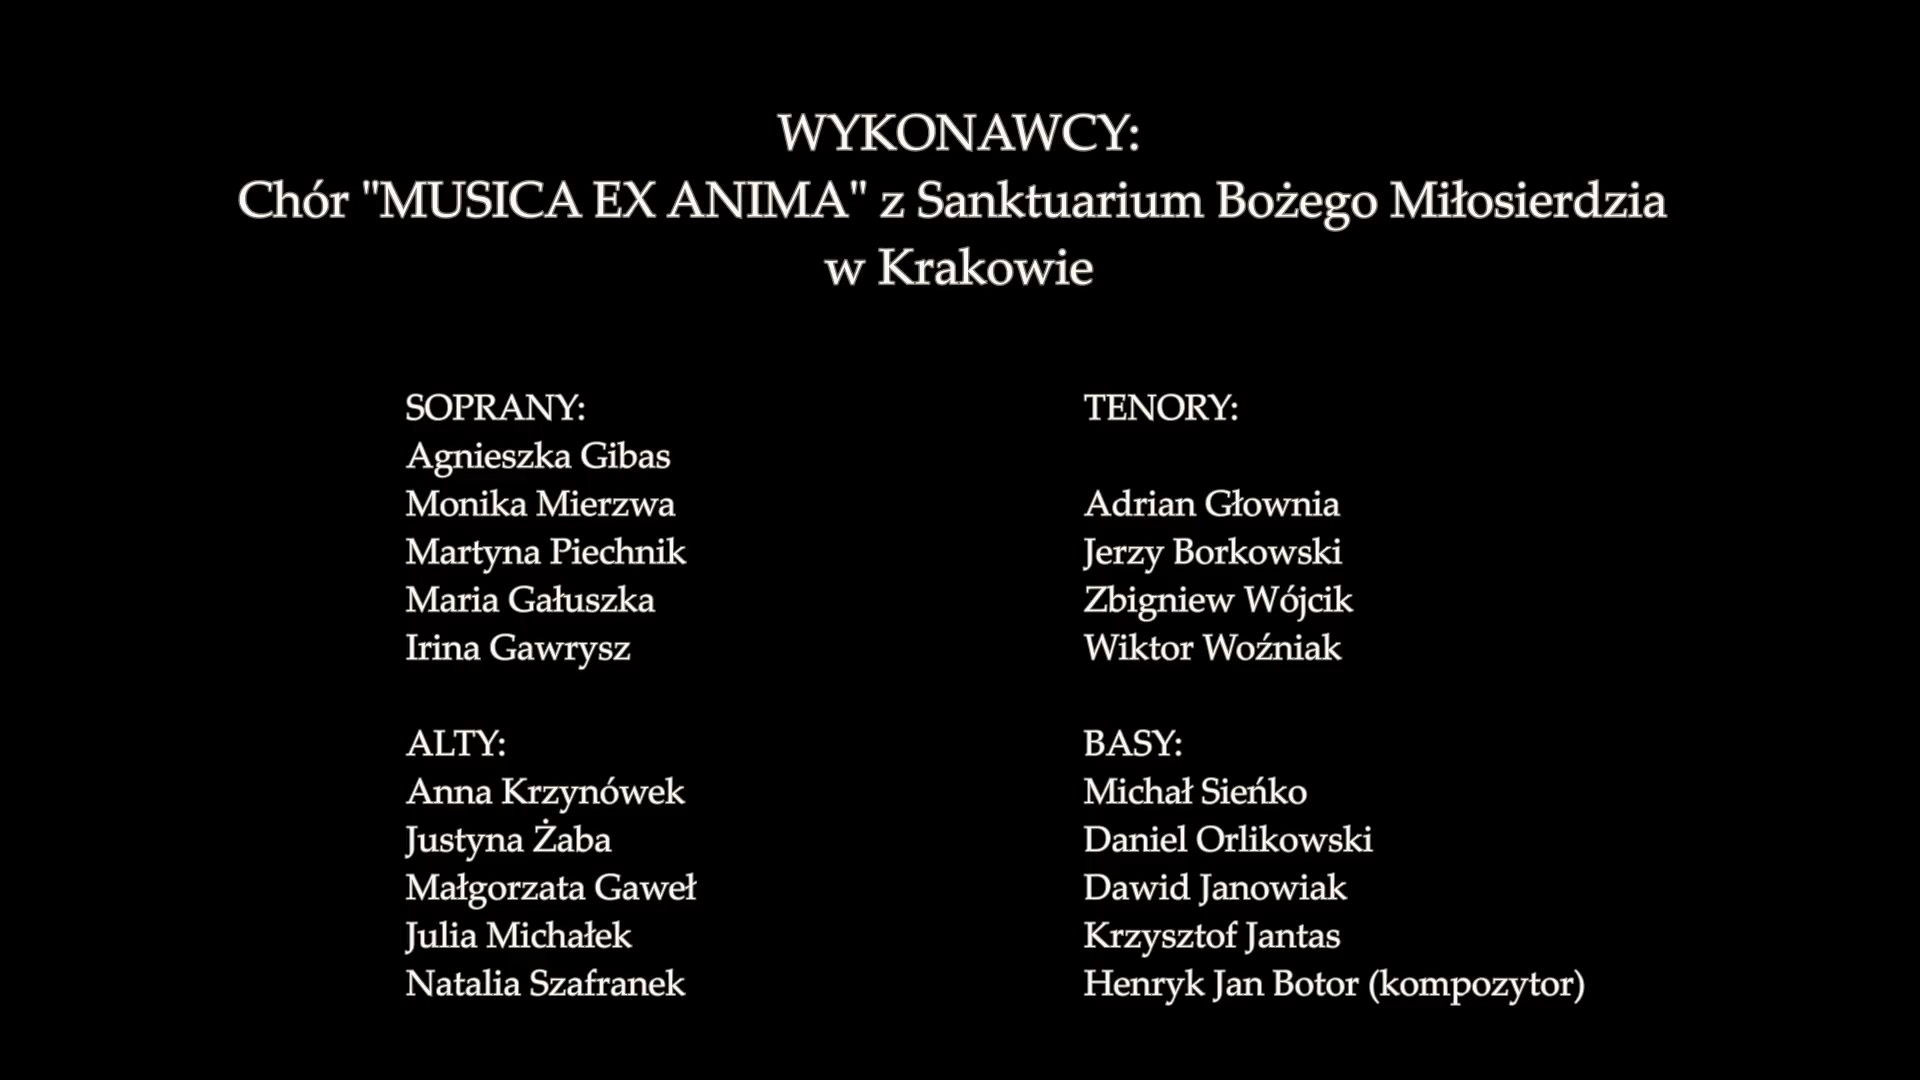 WYKONAWCY:
Chór "MUSICA EX ANIMA" z Sanktuarium Bożego Miłosierdzia
w Krakowie
SOPRANY:
Agnieszka Gibas
Monika Mierzwa
Martyna Piechnik
Maria Gałuszka
Irina Gawrysz
ALTY:
Anna Krzynówek
Justyna Żaba
Małgorzata Gaweł
Julia Michałek
Natalia Szafranek
TENORY:
Adrian Głownia
Jerzy Borkowski
Zbigniew Wójcik
Wiktor Woźniak
BASY:
Michał Sieńko
Daniel Orlikowski
Dawid Janowiak
Krzysztof Jantas
Henryk Jan Botor (kompozytor)